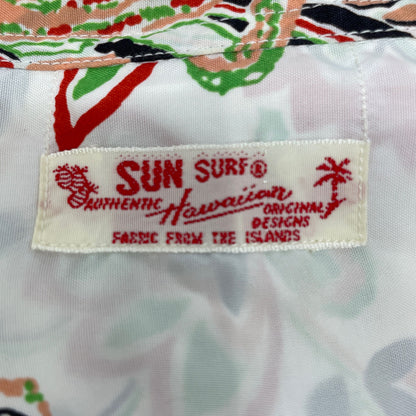 SUN SURF®
AUTHENTIC Hawaiian ORIGINAL
DESIGNS
FABRIC FROM THE ISLANDS